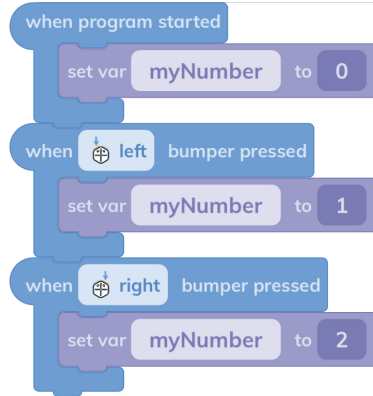 when program started
set var myNumber to 0
when left bumper pressed
set var myNumber to 1
when right bumper pressed
set var myNumber to 2